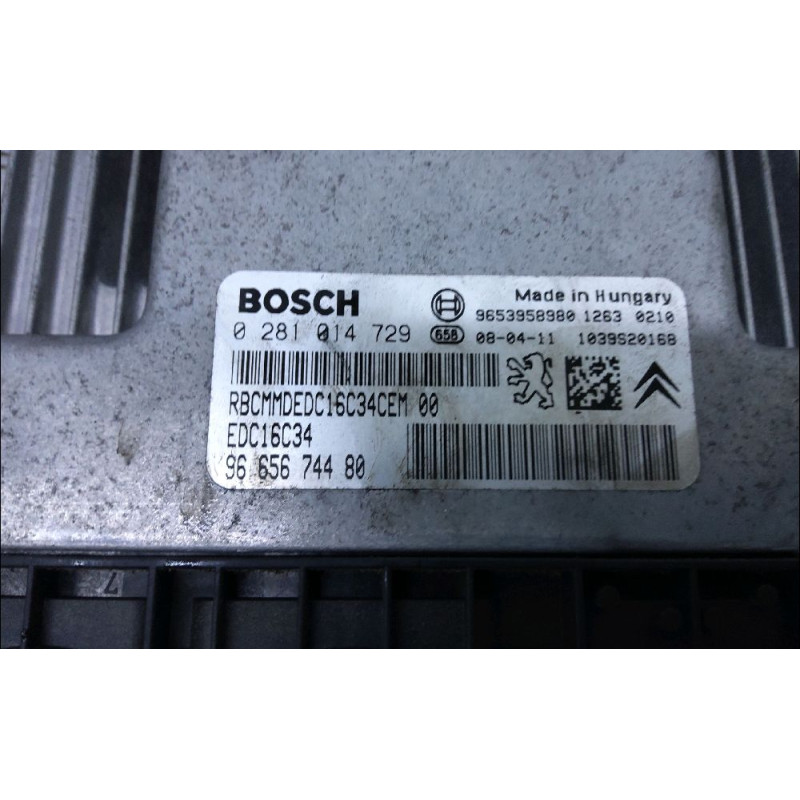 BOSCH
Made in Hungary
9653958980 1263 0210
0 281 014 729
658
08-04-11 1039S20168
RBCMMDEDC16C34CEM 00
EDC16C34
96 656 744 80